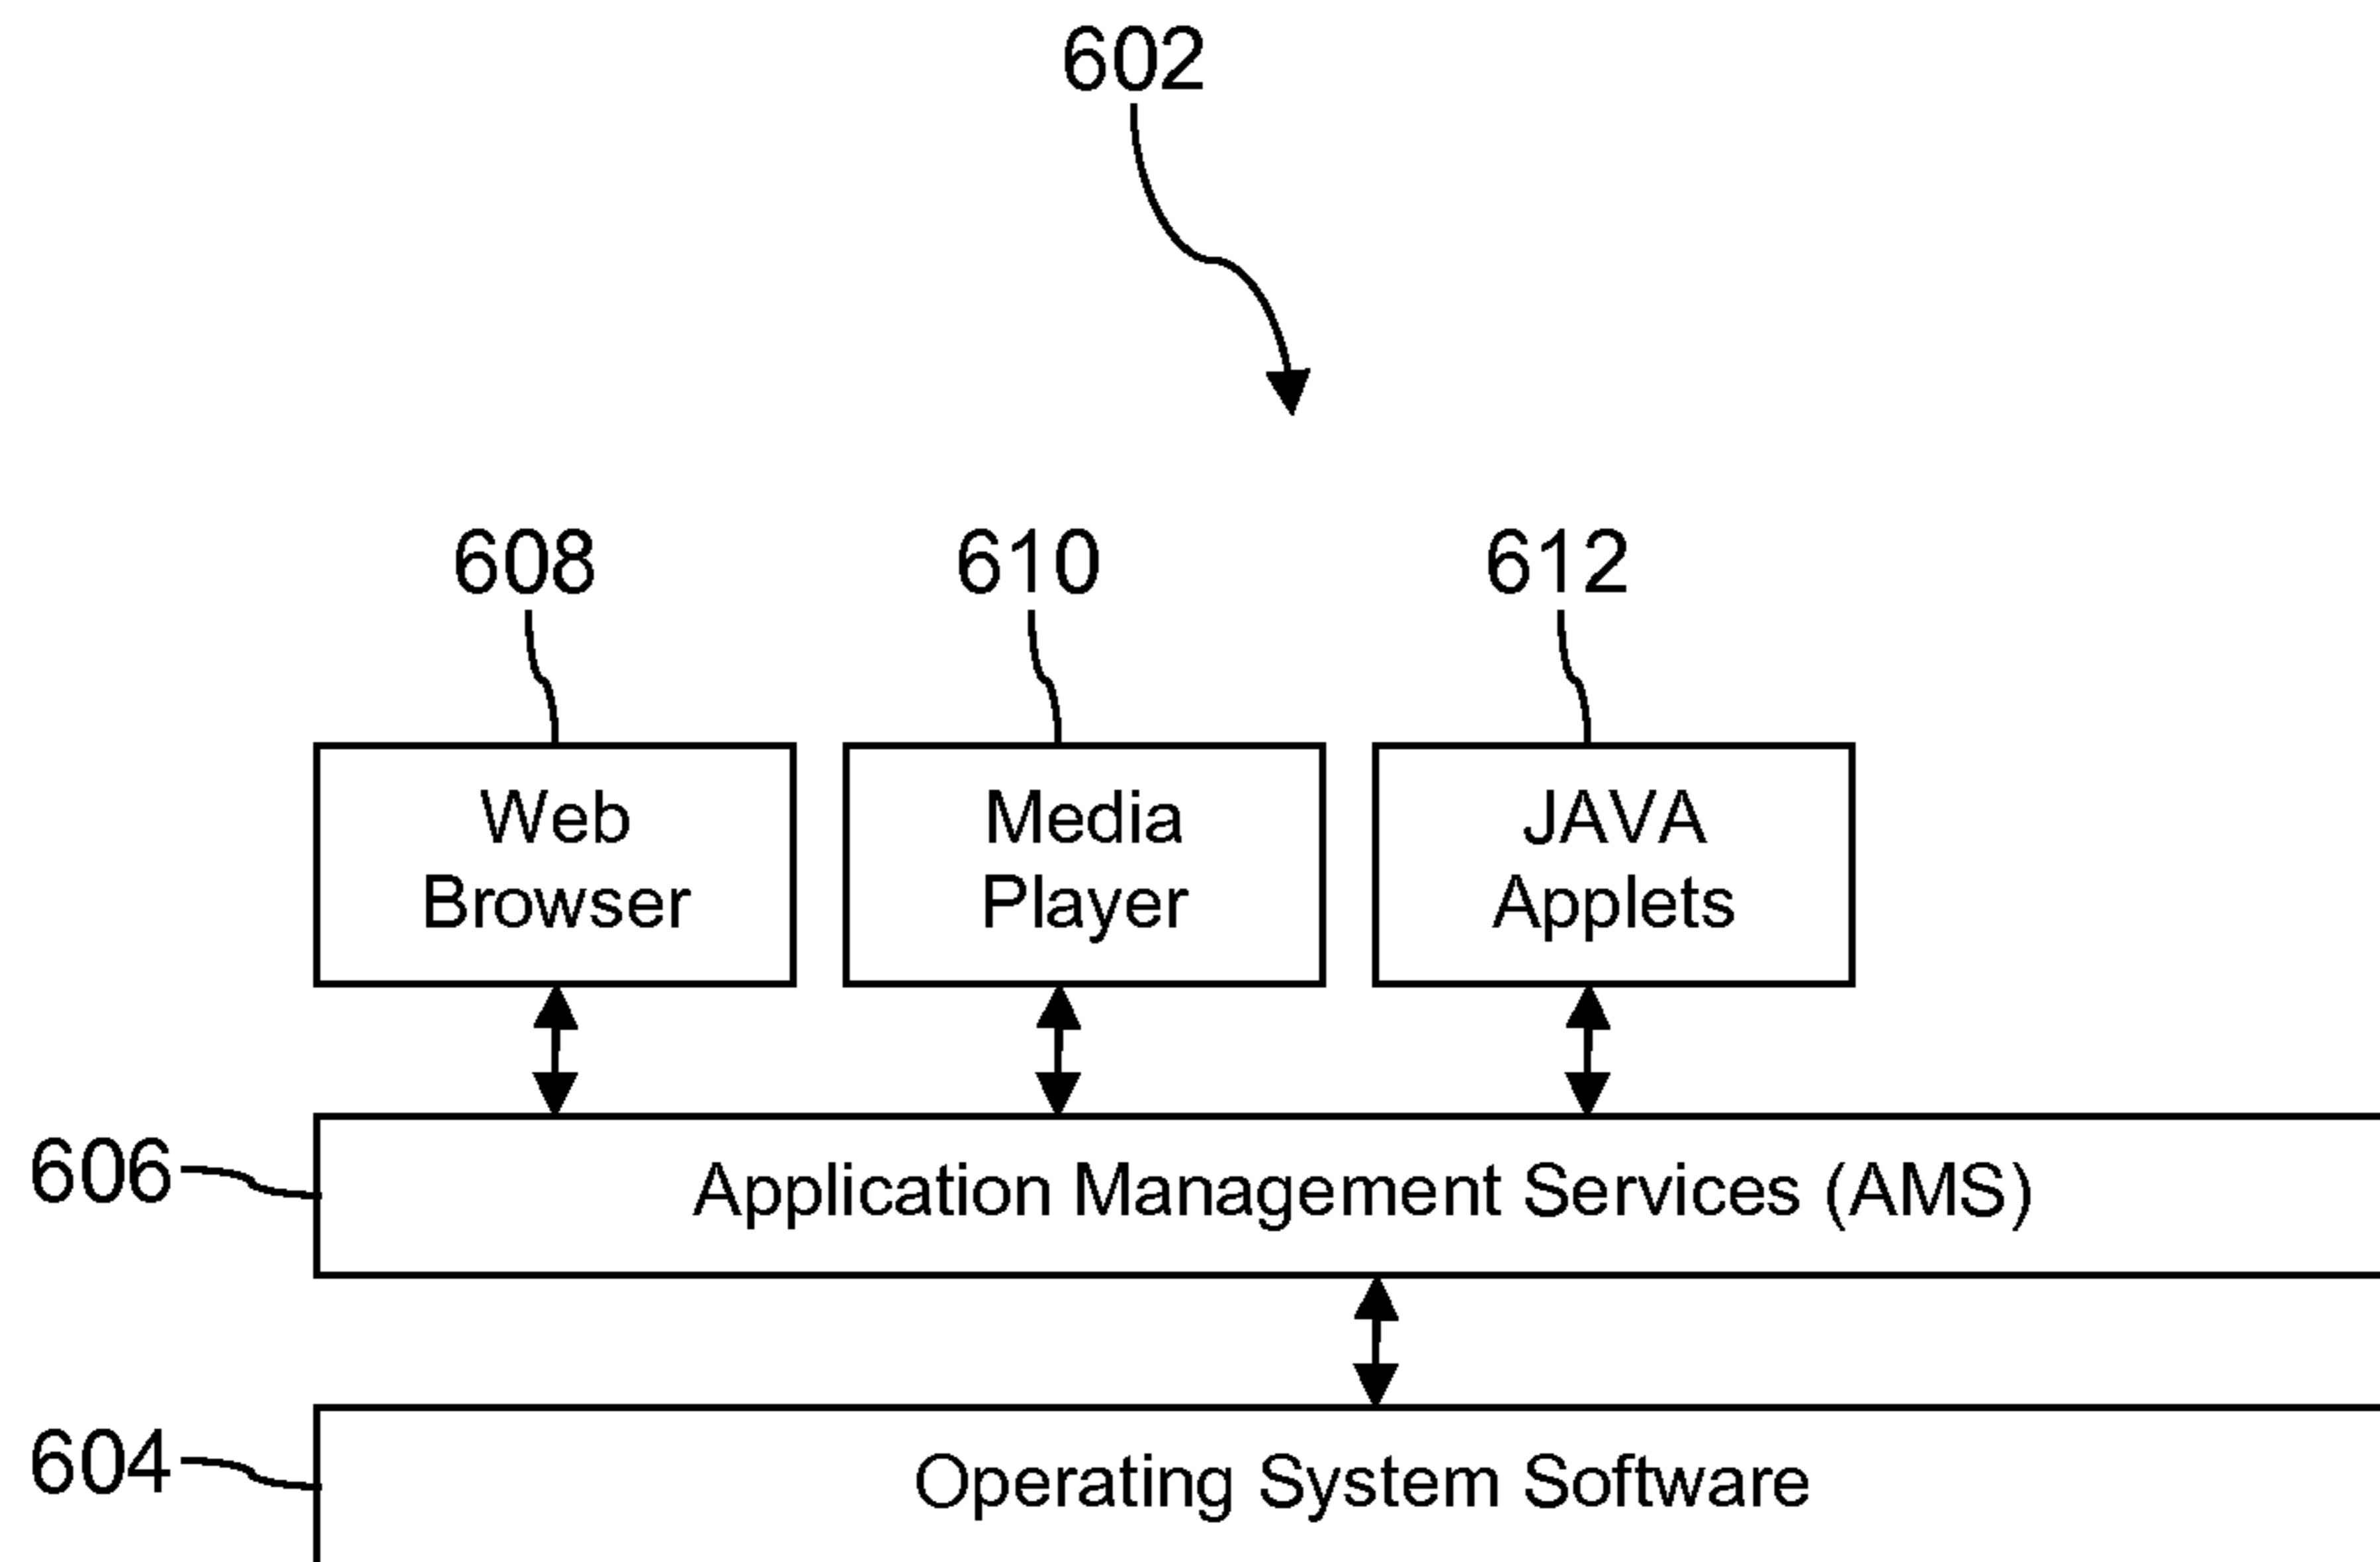 602
608
610
612
Web
Browser
Media
Player
JAVA
Applets
606
Application Management Services (AMS)
604
Operating System Software